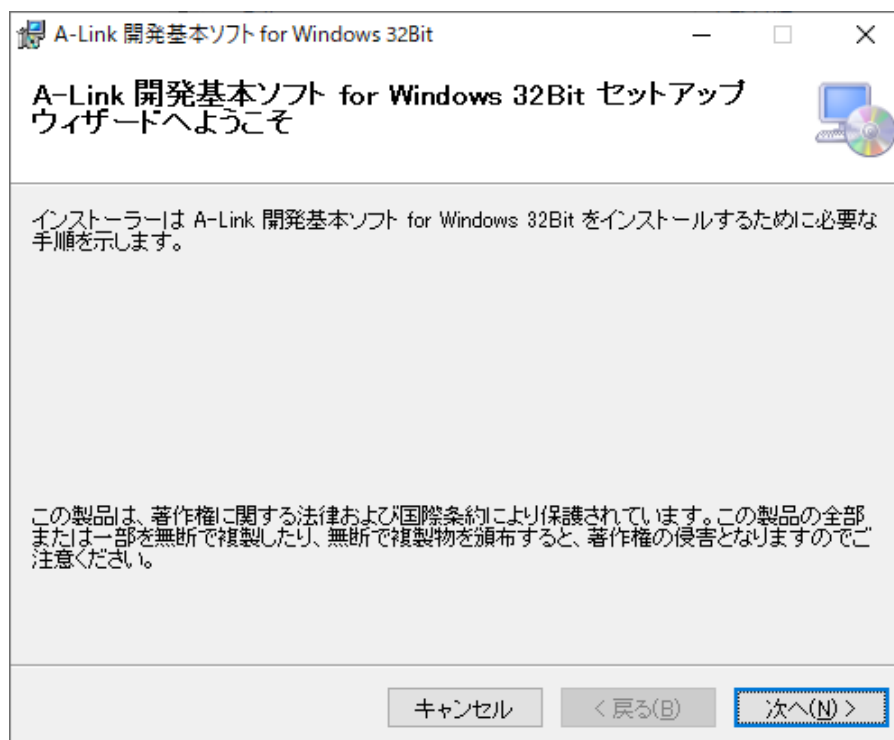 A-Link 開発基本ソフト for Windows 32Bit
A-Link 開発基本ソフト for Windows 32Bit セットアップ
ウィザードへようこそ
インストーラーは A-Link 開発基本ソフト for Windows 32Bit をインストールするために必要な
手順を示します。
この製品は、著作権に関する法律および国際条約により保護されています。この製品の全部
または一部を無断で複製したり、無断で複製物を頒布すると、著作権の侵害となりますのでご
注意ください。
キャンセル
< 戻る(B)
次へ(N) >